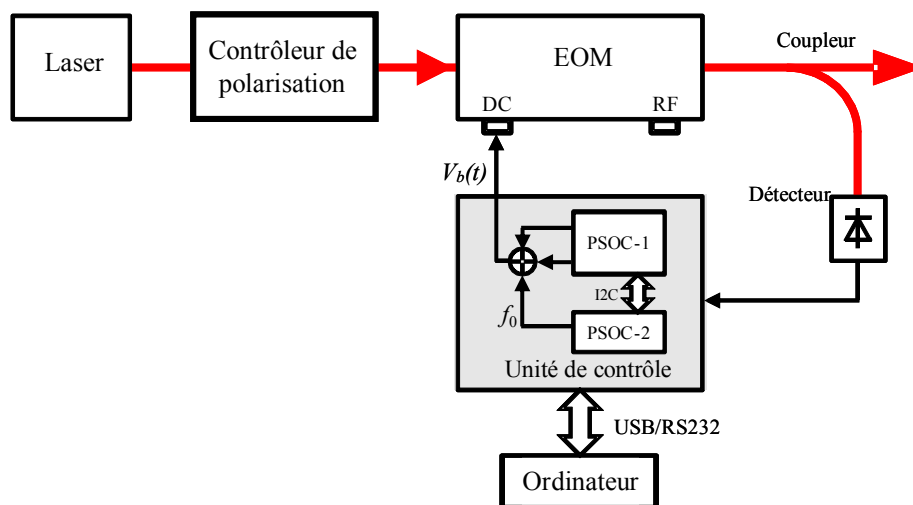 Laser
Contrôleur de
polarisation
EOM
DC
RF
Coupleur
Vb(t)
Détecteur
PSOC-1
I2C
f0
PSOC-2
Unité de contrôle
USB/RS232
Ordinateur